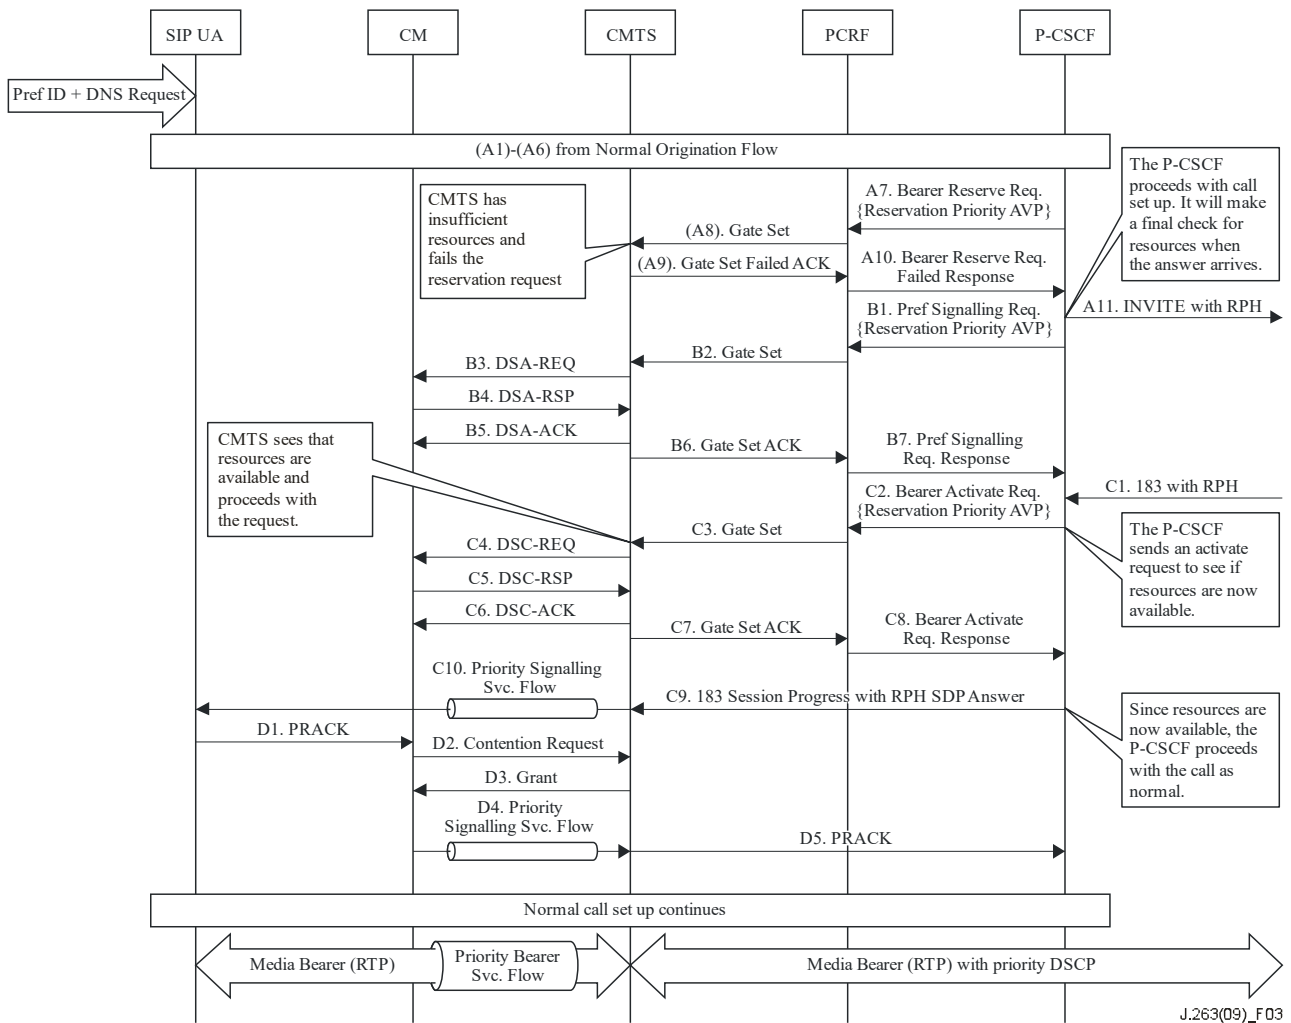 SIP UA
CM
CMTS
PCRF
P-CSCF
Pref ID + DNS Request
(A1)-(A6) from Normal Origination Flow
The P-CSCF
proceeds with call
set up. It will make
a final check for
resources when
the answer arrives.
CMTS has
insufficient
resources and
fails the
reservation request
A7. Bearer Reserve Req.
{Reservation Priority AVP}
(A8). Gate Set
(A9). Gate Set Failed ACK
A10. Bearer Reserve Req.
Failed Response
A11. INVITE with RPH
B1. Pref Signalling Req.
{Reservation Priority AVP}
B2. Gate Set
B3. DSA-REQ
B4. DSA-RSP
B5. DSA-ACK
B6. Gate Set ACK
B7. Pref Signalling
Req. Response
CMTS sees that
resources are
available and
proceeds with
the request.
C1. 183 with RPH
C2. Bearer Activate Req.
{Reservation Priority AVP}
C3. Gate Set
The P-CSCF
sends an activate
request to see if
resources are now
available.
C4. DSC-REQ
C5. DSC-RSP
C6. DSC-ACK
C7. Gate Set ACK
C8. Bearer Activate
Req. Response
C10. Priority Signalling
Svc. Flow
C9. 183 Session Progress with RPH SDP Answer
Since resources are
now available, the
P-CSCF proceeds
with the call as
normal.
D1. PRACK
D2. Contention Request
D3. Grant
D4. Priority
Signalling Svc. Flow
D5. PRACK
Normal call set up continues
Media Bearer (RTP)
Priority Bearer
Svc. Flow
Media Bearer (RTP) with priority DSCP
J.263(09)_F03